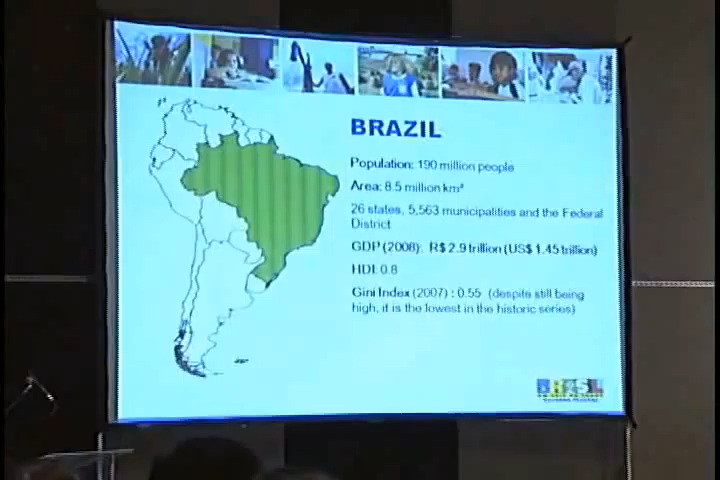 BRAZIL
Population: 190 million people
Area: 8.5 million km²
26 states, 5,563 municipalities and the Federal
District
GDP (2008): R$ 2.9 trillion (US$ 1.45 trillion)
HDI: 0.8
Gini Index (2007) : 0.55 (despite still being
high, it is the lowest in the historic series)
BRASIL